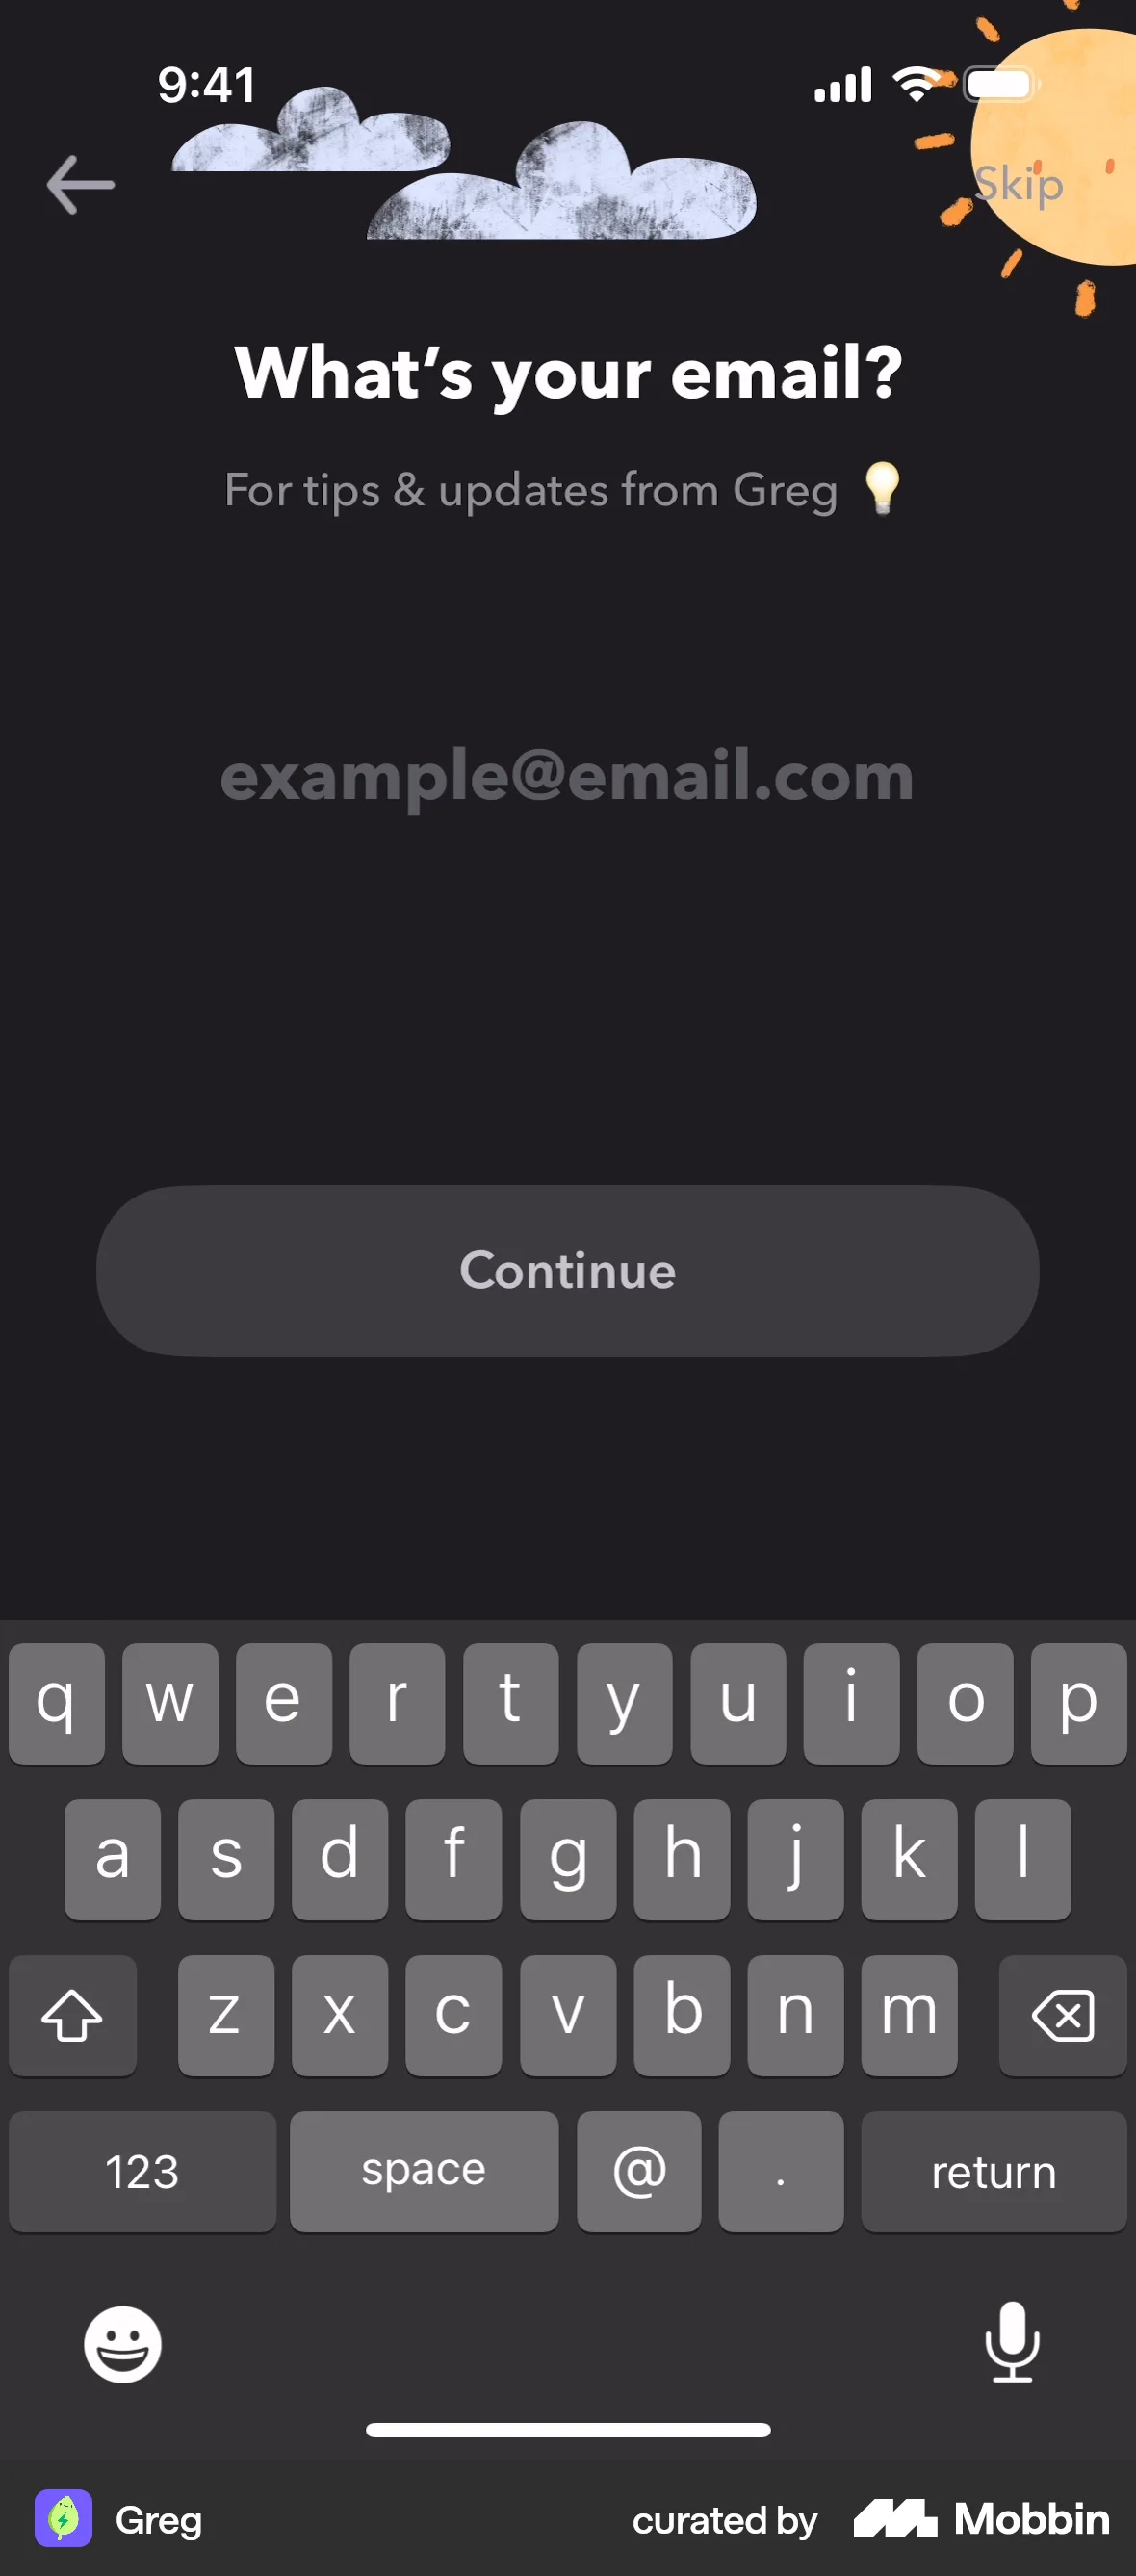 9:41
Skip
What’s your email?
For tips & updates from Greg 💡
example@email.com
Continue
q w e r t y u i o p
a s d f g h j k l
z x c v b n m
123 space @ . return
Greg curated by Mobbin